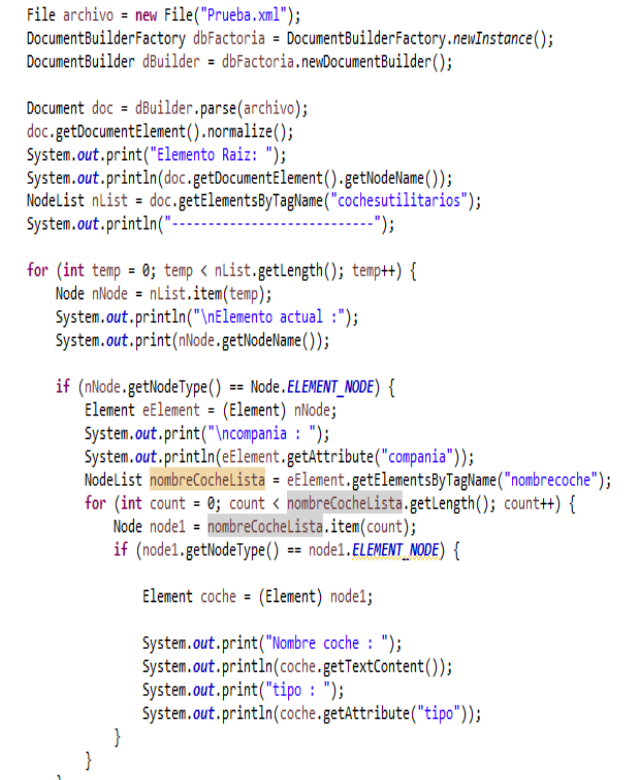 File archivo = new File("Prueba.xml");
DocumentBuilderFactory dbFactoria = DocumentBuilderFactory.newInstance();
DocumentBuilder dBuilder = dbFactoria.newDocumentBuilder();

Document doc = dBuilder.parse(archivo);
doc.getDocumentElement().normalize();
System.out.print("Elemento Raiz: ");
System.out.println(doc.getDocumentElement().getNodeName());
NodeList nList = doc.getElementsByTagName("cochesutilitarios");
System.out.println("----------------------------");

for (int temp = 0; temp < nList.getLength(); temp++) {
    Node nNode = nList.item(temp);
    System.out.println("\nElemento actual :");
    System.out.print(nNode.getNodeName());

    if (nNode.getNodeType() == Node.ELEMENT_NODE) {
        Element eElement = (Element) nNode;
        System.out.print("\ncompania : ");
        System.out.println(eElement.getAttribute("compania"));
        NodeList nombreCocheLista = eElement.getElementsByTagName("nombrecoche");
        for (int count = 0; count < nombreCocheLista.getLength(); count++) {
            Node node1 = nombreCocheLista.item(count);
            if (node1.getNodeType() == node1.ELEMENT_NODE) {

                Element coche = (Element) node1;

                System.out.print("Nombre coche : ");
                System.out.println(coche.getTextContent());
                System.out.print("tipo : ");
                System.out.println(coche.getAttribute("tipo"));
            }
        }